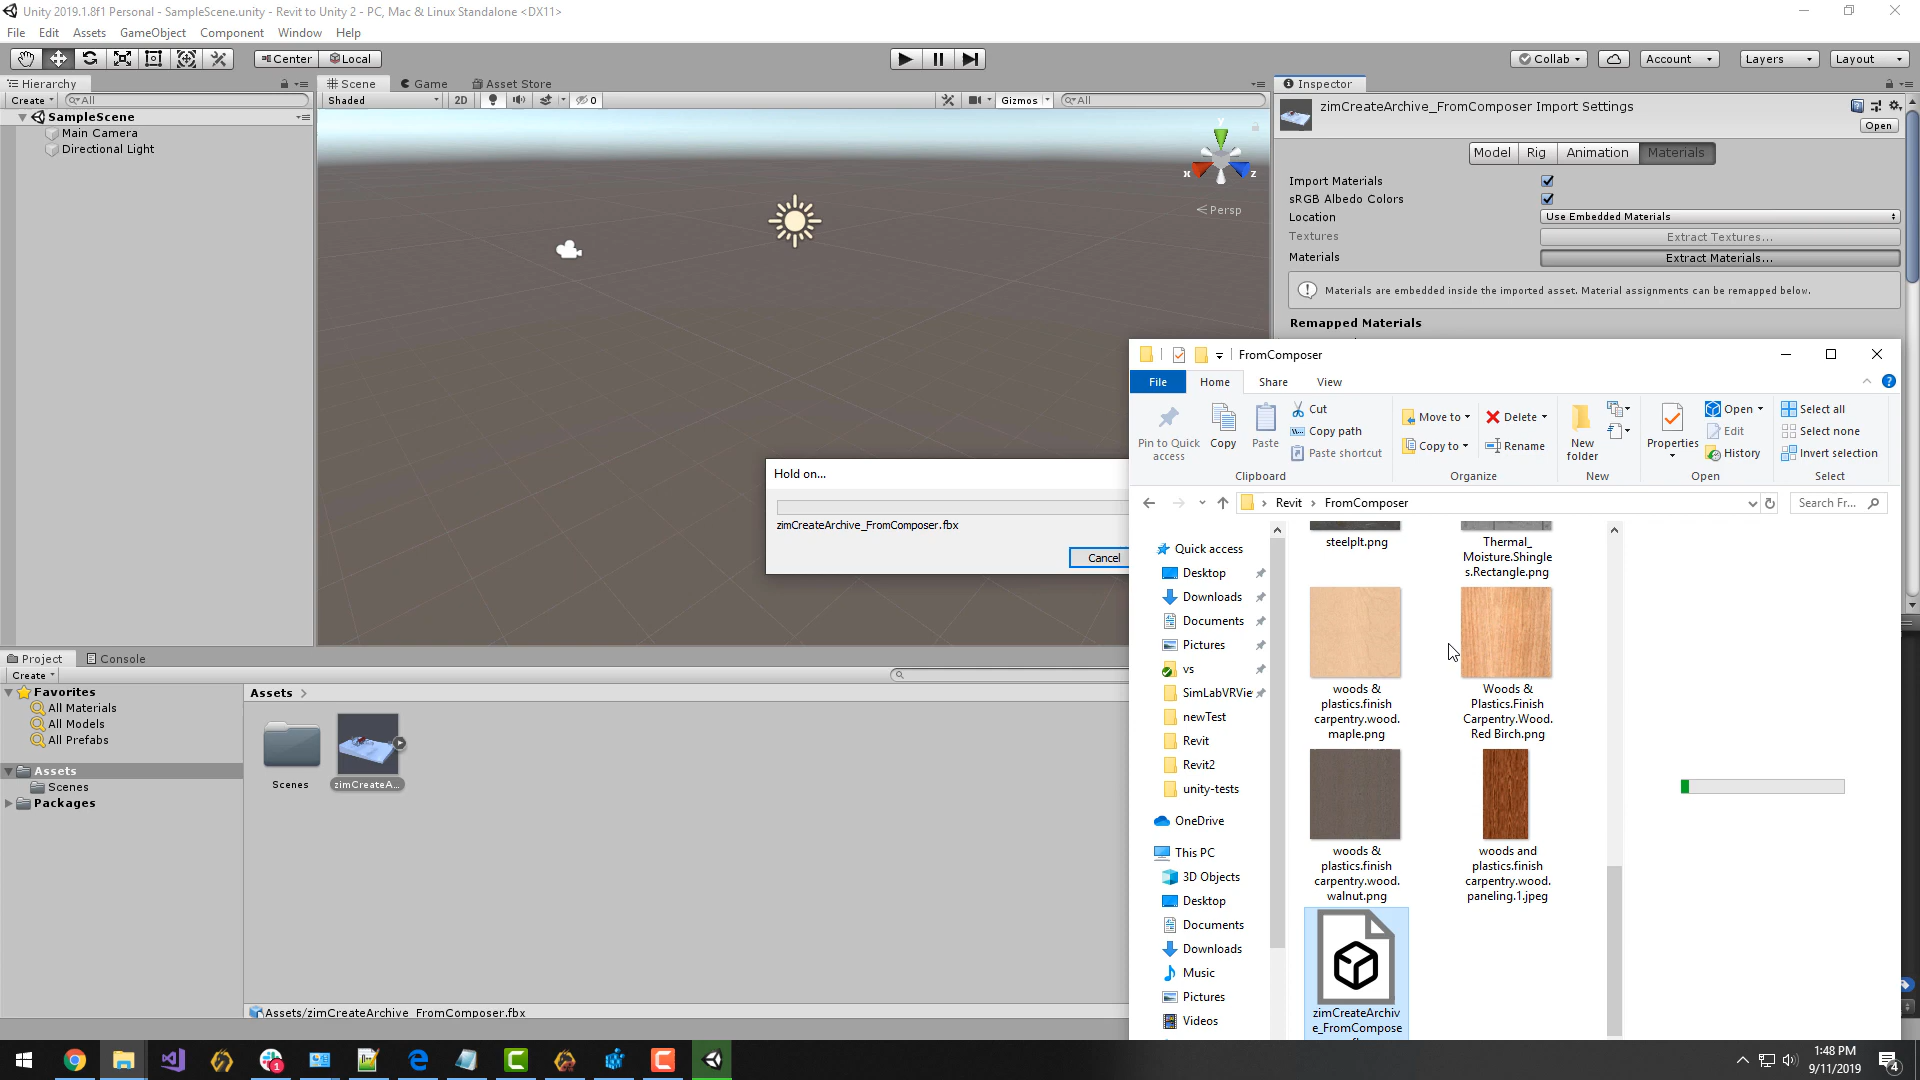 Unity 2019.1.8f1 Personal - SampleScene.unity - Revit to Unity 2 - PC, Mac & Linux Standalone <DX11>
File Edit Assets GameObject Component Window Help
Center Local Collab Account Layers Layout
Hierarchy
Create All
SampleScene
Main Camera
Directional Light
Scene Game Asset Store
Shaded 2D 0 Gizmos All
y
x z
Persp
Inspector
zimCreateArchive_FromComposer Import Settings
Open
Model Rig Animation Materials
Import Materials
sRGB Albedo Colors
Location Use Embedded Materials
Textures Extract Textures...
Materials Extract Materials...
Materials are embedded inside the imported asset. Material assignments can be remapped below.
Remapped Materials
Hold on...
zimCreateArchive_FromComposer.fbx
Cancel
Project Console
Create
Favorites
All Materials
All Models
All Prefabs
Assets
Scenes
Packages
Assets
Scenes
zimCreateA...
Assets/zimCreateArchive_FromComposer.fbx
FromComposer
File Home Share View
Pin to Quick access
Copy
Paste
Cut
Copy path
Paste shortcut
Clipboard
Move to
Copy to
Delete
Rename
Organize
New folder
New
Properties
Open
Edit
History
Open
Select all
Select none
Invert selection
Select
Revit FromComposer Search Fr...
Quick access
Desktop
Downloads
Documents
Pictures
vs
SimLabVRVie
newTest
Revit
Revit2
unity-tests
OneDrive
This PC
3D Objects
Desktop
Documents
Downloads
Music
Pictures
Videos
steelplt.png
Thermal_
Moisture.Shingle
s.Rectangle.png
woods &
plastics.finish
carpentry.wood.
maple.png
Woods &
Plastics.Finish
Carpentry.Wood.
Red Birch.png
woods &
plastics.finish
carpentry.wood.
walnut.png
woods and
plastics.finish
carpentry.wood.
paneling.1.jpeg
zimCreateArchiv
e_FromCompose
1
1:48 PM
9/11/2019
4